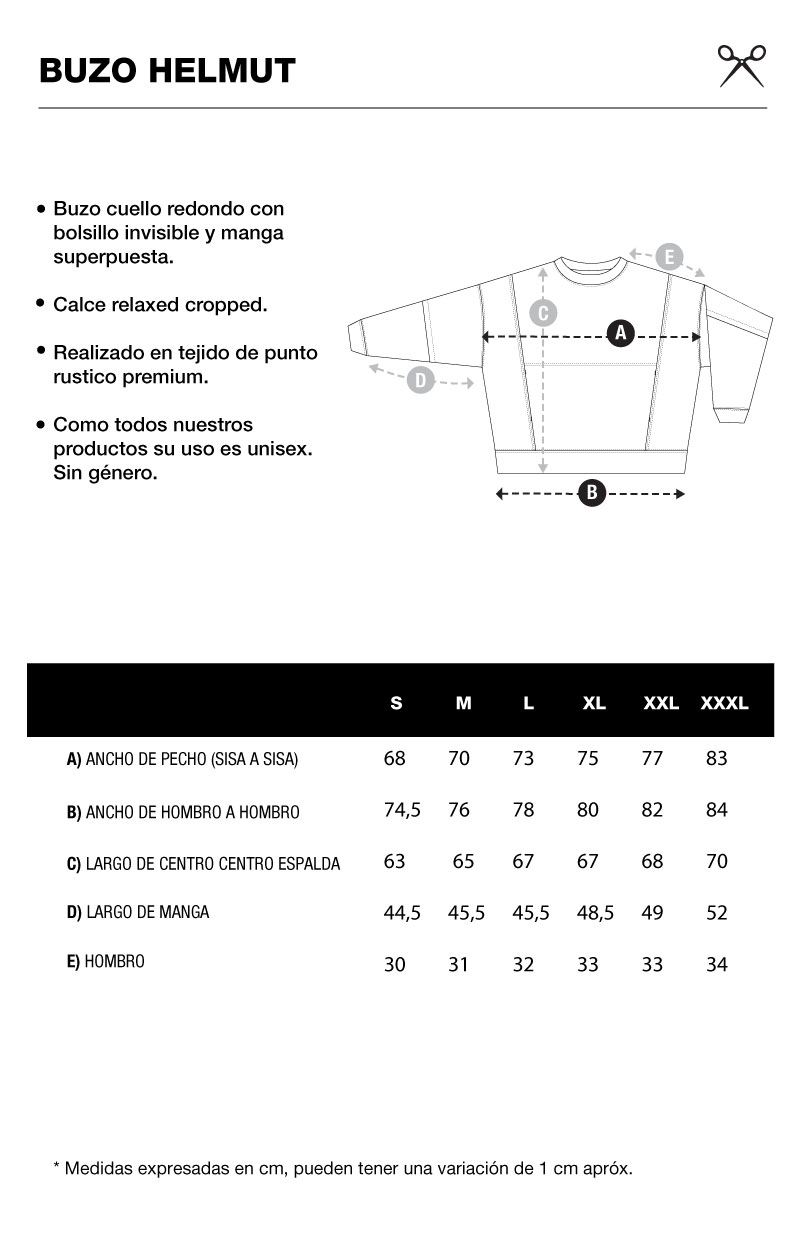 BUZO HELMUT
• Buzo cuello redondo con
bolsillo invisible y manga
superpuesta.
• Calce relaxed cropped.
• Realizado en tejido de punto
rustico premium.
• Como todos nuestros
productos su uso es unisex.
Sin género.
E
C
A
D
B
S M L XL XXL XXXL
A) ANCHO DE PECHO (SISA A SISA) 68 70 73 75 77 83
B) ANCHO DE HOMBRO A HOMBRO 74,5 76 78 80 82 84
C) LARGO DE CENTRO CENTRO ESPALDA 63 65 67 67 68 70
D) LARGO DE MANGA 44,5 45,5 45,5 48,5 49 52
E) HOMBRO 30 31 32 33 33 34
* Medidas expresadas en cm, pueden tener una variación de 1 cm apróx.